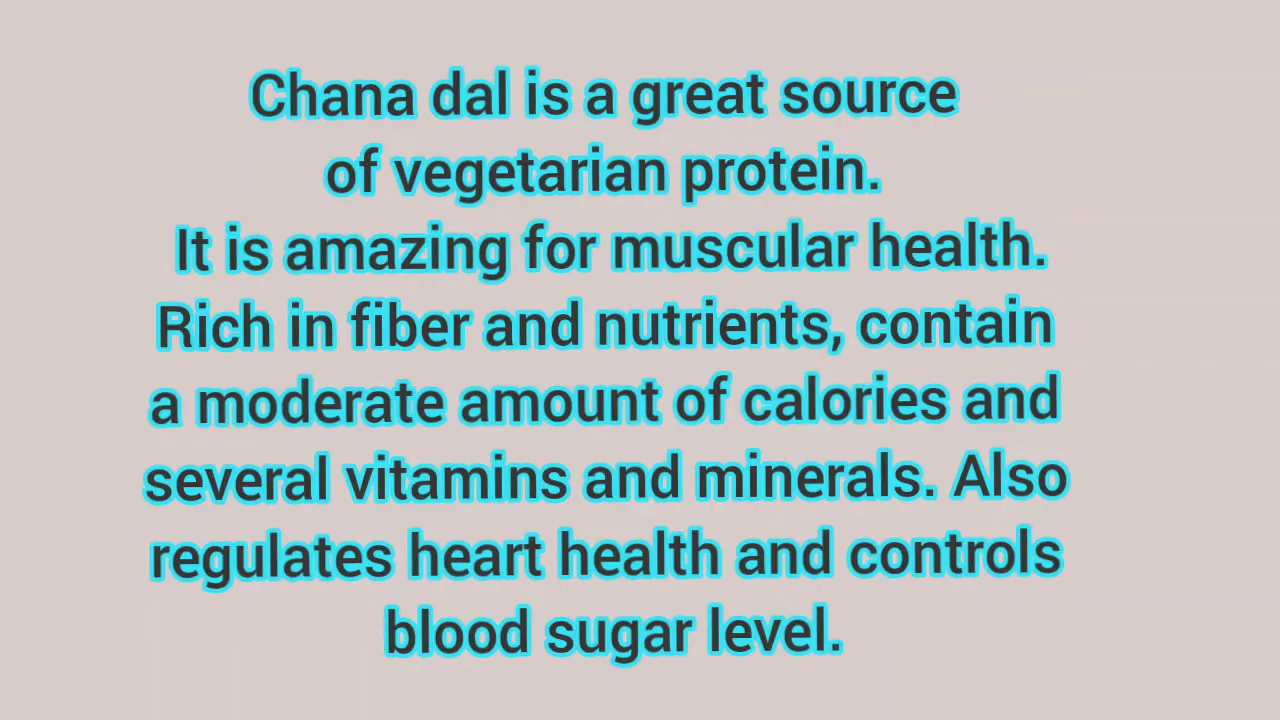 Chana dal is a great source
of vegetarian protein.
It is amazing for muscular health.
Rich in fiber and nutrients, contain
a moderate amount of calories and
several vitamins and minerals. Also
regulates heart health and controls
blood sugar level.